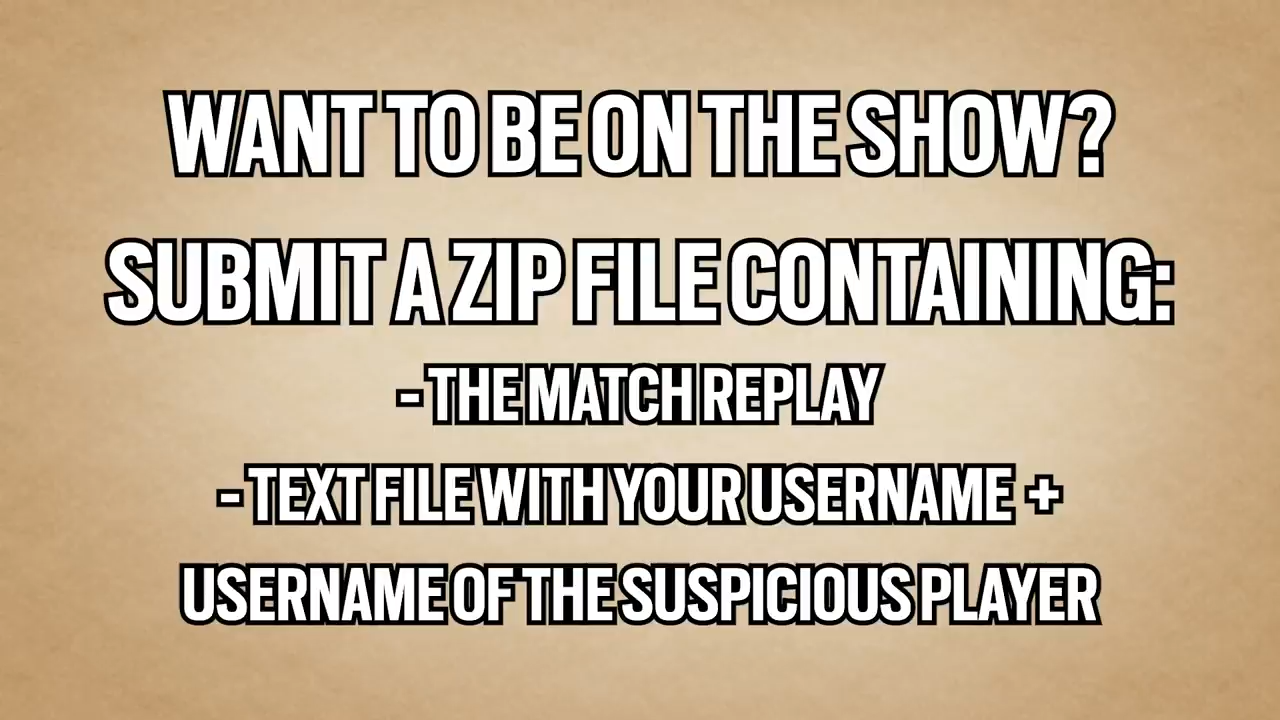 WANT TO BE ON THE SHOW?
SUBMIT A ZIP FILE CONTAINING:
- THE MATCH REPLAY
- TEXT FILE WITH YOUR USERNAME +
USERNAME OF THE SUSPICIOUS PLAYER